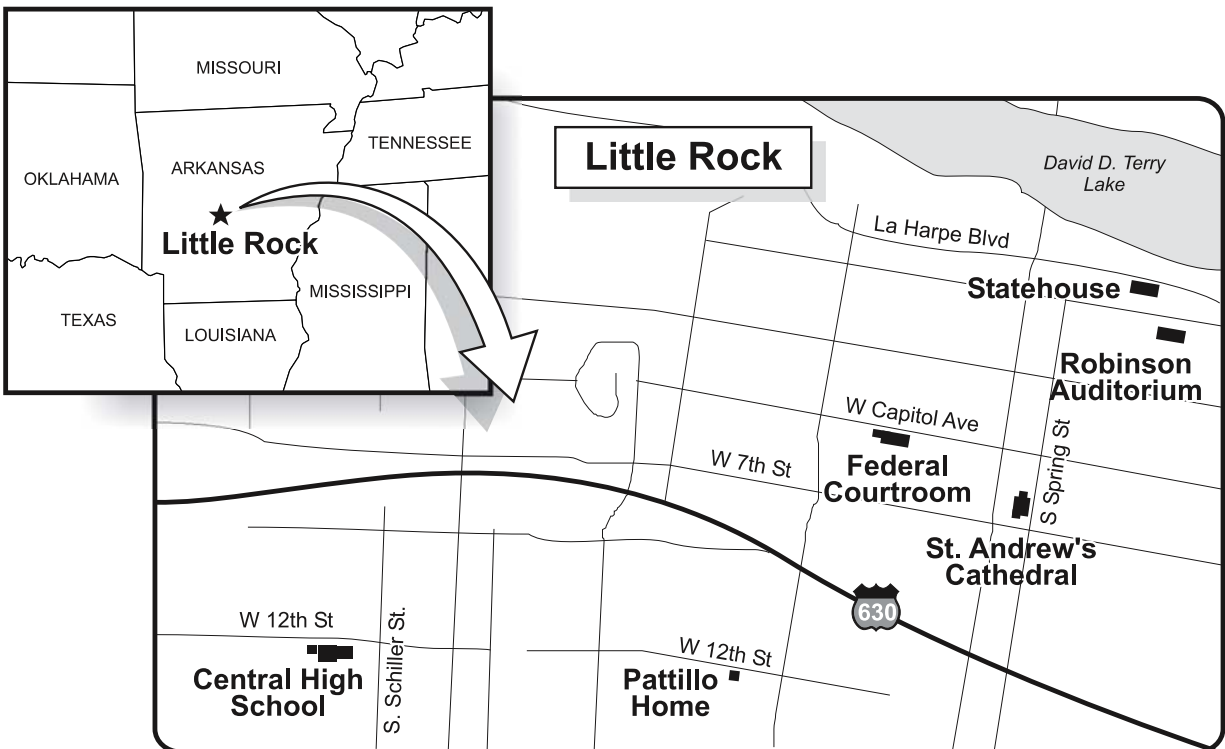 MISSOURI
TENNESSEE
OKLAHOMA
ARKANSAS
Little Rock
MISSISSIPPI
TEXAS
LOUISIANA
Little Rock
David D. Terry
Lake
La Harpe Blvd
Statehouse
Robinson
Auditorium
W Capitol Ave
W 7th St
Federal
Courtroom
S Spring St
St. Andrew's
Cathedral
630
W 12th St
Central High
School
S. Schiller St.
W 12th St
Pattillo
Home